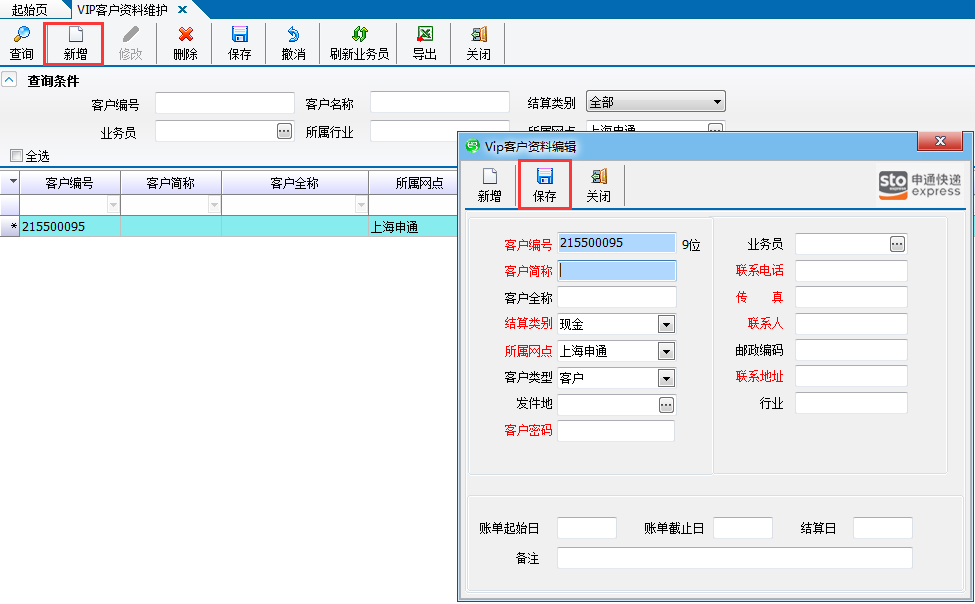 起始页 VIP客户资料维护
查询 新增 修改 删除 保存 撤消 刷新业务员 导出 关闭
查询条件
客户编号 客户名称 结算类别 全部
业务员 所属行业 所属网点 上海申通
全选
客户编号 客户简称 客户全称 所属网点
* 215500095 上海申通
Vip客户资料编辑
新增 保存 关闭
sto express 申通快递 express
客户编号 215500095 9位 业务员
客户简称 联系电话
客户全称 传 真
结算类别 现金 联系人
所属网点 上海申通 邮政编码
客户类型 客户 联系地址
发件地 行业
客户密码
账单起始日 账单截止日 结算日
备注